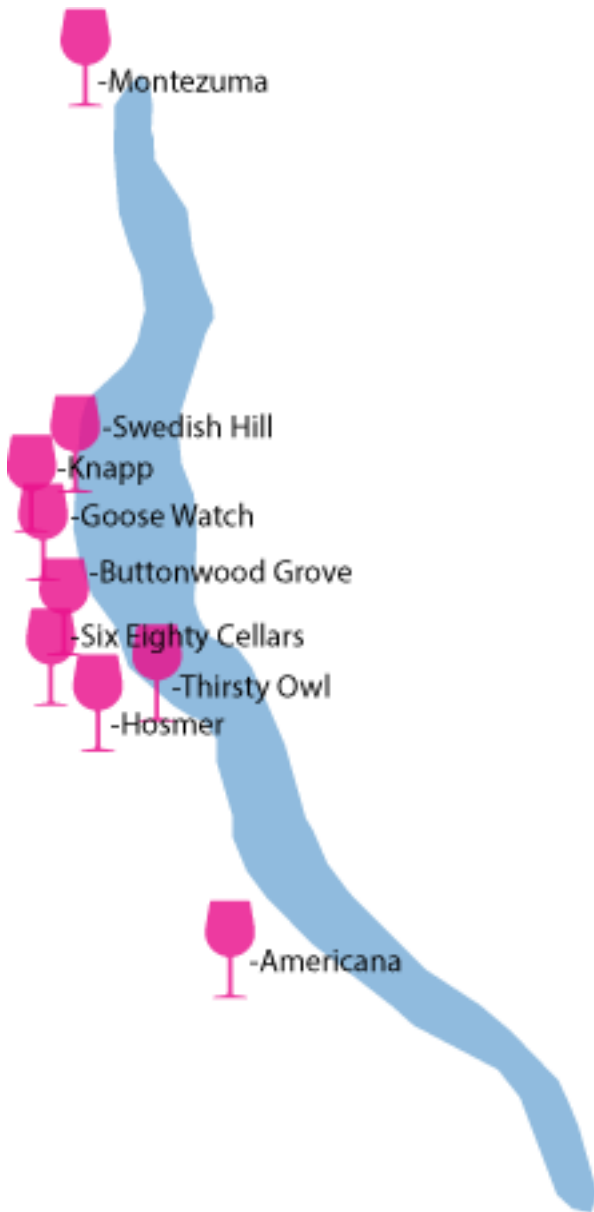 -Montezuma
-Swedish Hill
-Knapp
-Goose Watch
-Buttonwood Grove
-Six Eighty Cellars
-Thirsty Owl
-Hosmer
-Americana